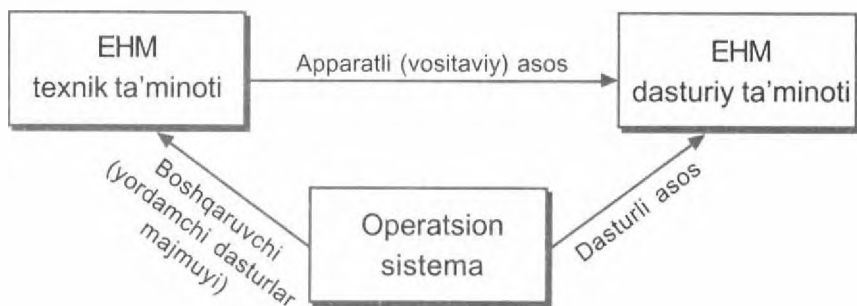 EHM
texnik ta'minoti
Apparatli (vositaviy) asos
EHM
dasturiy ta'minoti
Boshqaruvchi
(yordamchi dasturlar
majmuyi)
Operatsion
sistema
Dasturli asos